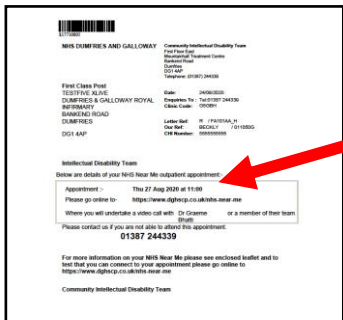 NHS DUMFRIES AND GALLOWAY
Community Intellectual Disability Team
First Floor East
Mountainhall Treatment Centre
Bankend Road
Dumfries
DG1 4AP
Telephone: (01387) 244339
First Class Post
TESTFIVE XLIVE
DUMFRIES & GALLOWAY ROYAL
INFIRMARY
BANKEND ROAD
DUMFRIES
DG1 4AP
Date: 24/08/2020
Enquiries To : Tel:01387 244339
Clinic Code:
Letter Ref:
Our Ref: BECKLY
CHI Number:
Intellectual Disability Team
Below are details of your NHS Near Me outpatient appointment:-
Appointment :- Thu 27 Aug 2020 at 11:00
Please go online to- https://www.dghscp.co.uk/nhs-near-me
Where you will undertake a video call with Dr Graeme or a member of their team
Bhatti
Please contact us if you are not able to attend this appointment.
01387 244339
For more information on your NHS Near Me please see enclosed leaflet and to
test that you can connect to your appointment please go online to
https://www.dghscp.co.uk/nhs-near-me
Community Intellectual Disability Team